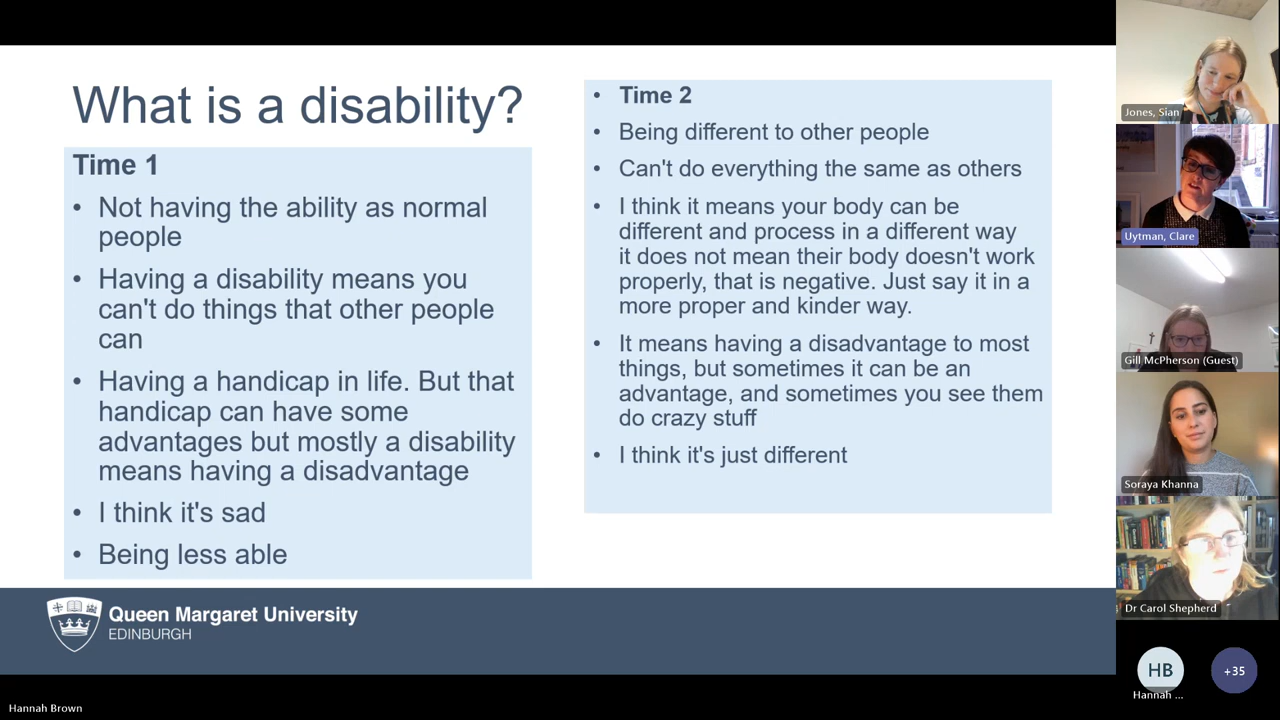 What is a disability?
Time 1
• Not having the ability as normal
people
• Having a disability means you
can't do things that other people
can
• Having a handicap in life. But that
handicap can have some
advantages but mostly a disability
means having a disadvantage
• I think it's sad
• Being less able
• Time 2
• Being different to other people
• Can't do everything the same as others
• I think it means your body can be
different and process in a different way
it does not mean their body doesn't work
properly, that is negative. Just say it in a
more proper and kinder way.
• It means having a disadvantage to most
things, but sometimes it can be an
advantage, and sometimes you see them
do crazy stuff
• I think it's just different
Queen Margaret University
EDINBURGH
Jones, Sian
Uytman, Clare
Gill McPherson (Guest)
Soraya Khanna
Dr Carol Shepherd
HB
Hannah ...
+35
Hannah Brown